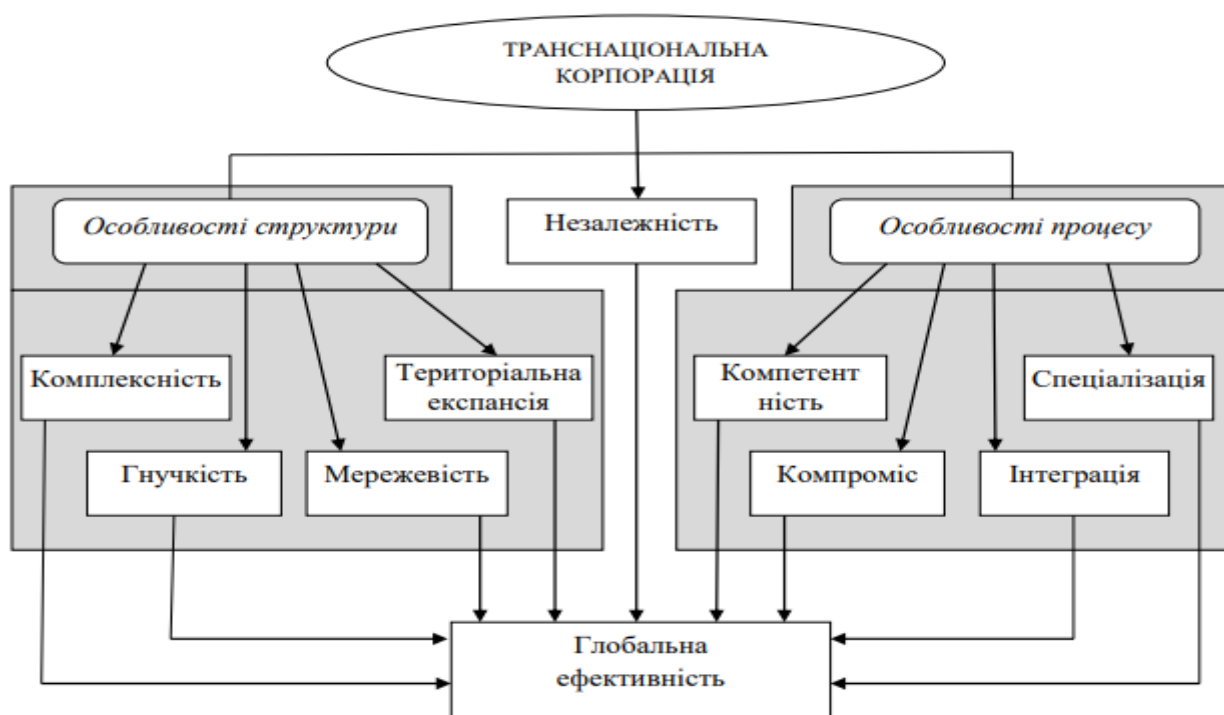 ТРАНСНАЦІОНАЛЬНА
КОРПОРАЦІЯ
Особливості структури
Незалежність
Особливості процесу
Комплексність
Територіальна
експансія
Компетент
ність
Спеціалізація
Гнучкість
Мережевість
Компроміс
Інтеграція
Глобальна
ефективність